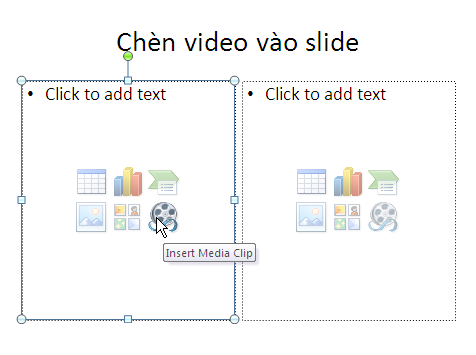 Chèn video vào slide
• Click to add text
• Click to add text
Insert Media Clip